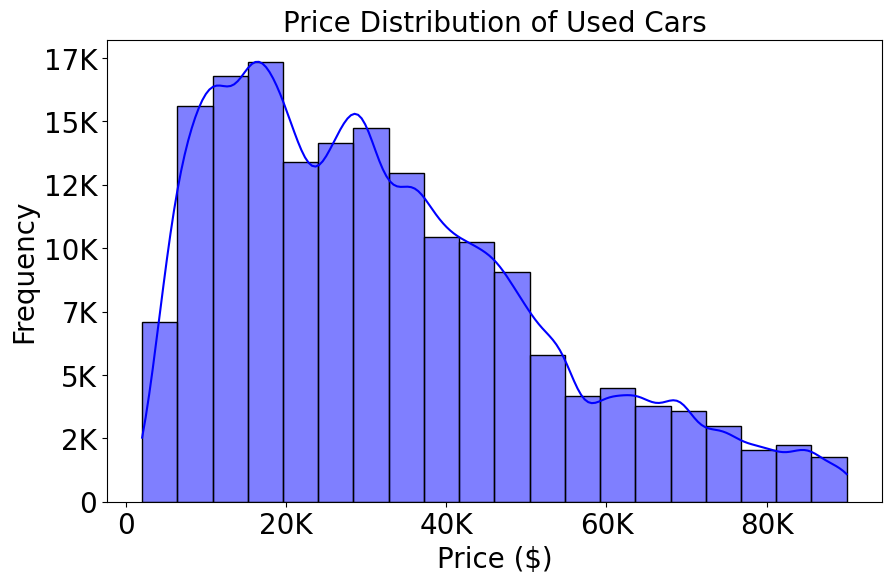 Price Distribution of Used Cars
17K
15K
12K
10K
7K
5K
2K
0
Frequency
0 20K 40K 60K 80K
Price ($)